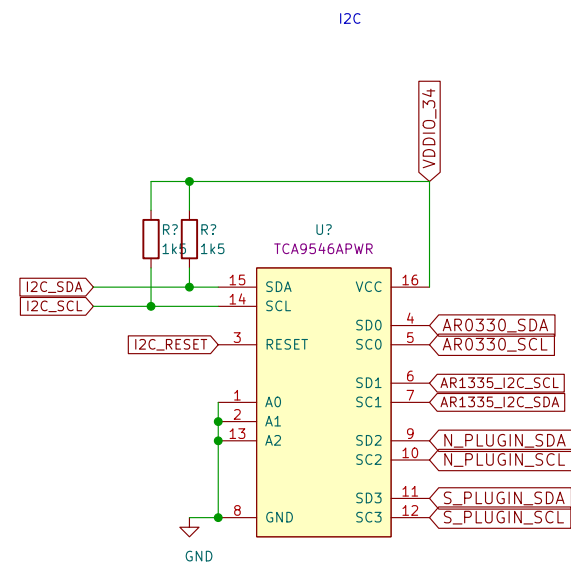 I2C
VDDIO_34
R?
1k5
R?
1k5
U?
TCA9546APWR
I2C_SDA
15
SDA
VCC
16
I2C_SCL
14
SCL
SD0
4
AR0330_SDA
I2C_RESET
3
RESET
SC0
5
AR0330_SCL
SD1
6
AR1335_I2C_SCL
1
A0
SC1
7
AR1335_I2C_SDA
2
A1
13
A2
SD2
9
N_PLUGIN_SDA
SC2
10
N_PLUGIN_SCL
SD3
11
S_PLUGIN_SDA
8
GND
SC3
12
S_PLUGIN_SCL
GND